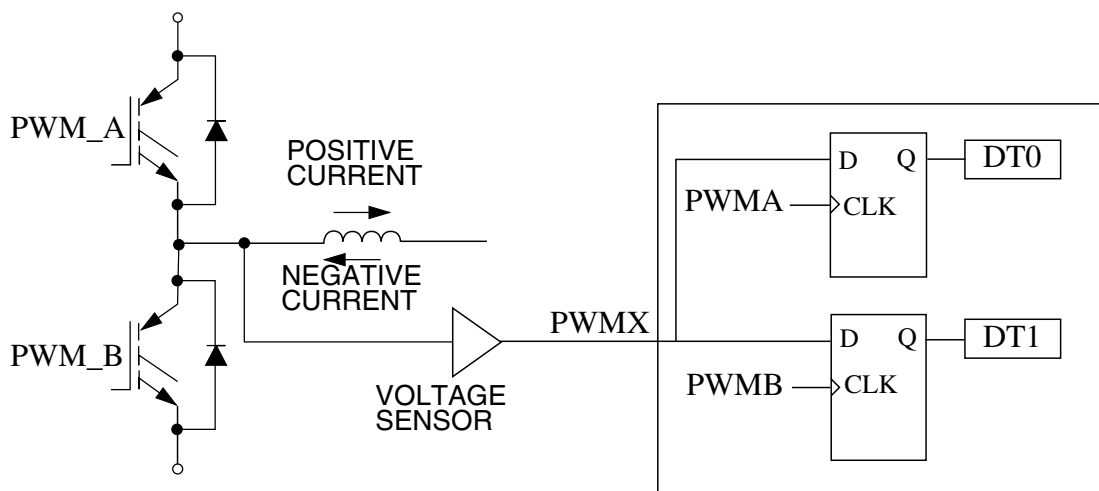 PWM_A
POSITIVE
CURRENT
NEGATIVE
CURRENT
PWM_B
VOLTAGE
SENSOR
PWMX
D
Q
DT0
PWMA
CLK
D
Q
DT1
PWMB
CLK